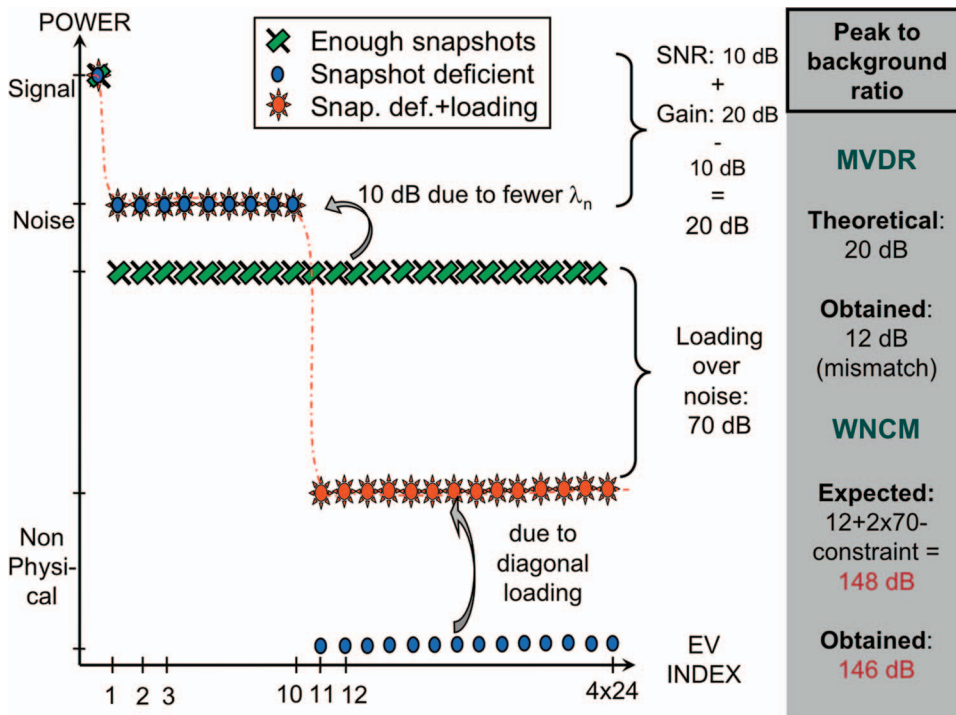 POWER
Enough snapshots
Snapshot deficient
Snap. def.+loading
Signal
Noise
Non
Physi-
cal
10 dB due to fewer λn
SNR: 10 dB
+
Gain: 20 dB
-
10 dB
=
20 dB
Loading
over
noise:
70 dB
due to
diagonal
loading
EV
INDEX
1 2 3 10 11 12 4x24
Peak to
background
ratio
MVDR
Theoretical:
20 dB
Obtained:
12 dB
(mismatch)
WNCM
Expected:
12+2x70-
constraint =
148 dB
Obtained:
146 dB